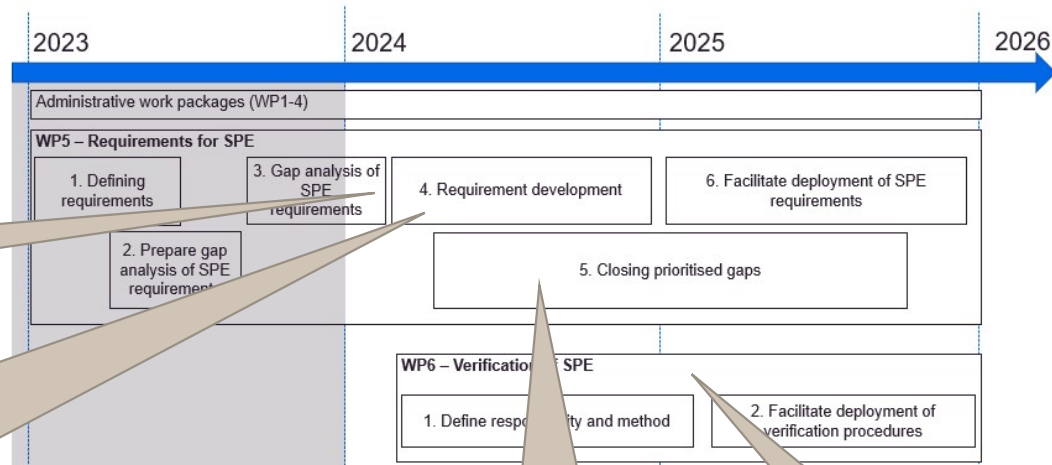 2023
2024
2025
2026
Administrative work packages (WP1-4)
WP5 – Requirements for SPE
1. Defining
requirements
3. Gap analysis of
SPE
requirements
4. Requirement development
6. Facilitate deployment of SPE
requirements
2. Prepare gap
analysis of SPE
5. Closing prioritised gaps
WP6 – SPE
1. Define and method
2. Facilitate deployment of
verification procedures